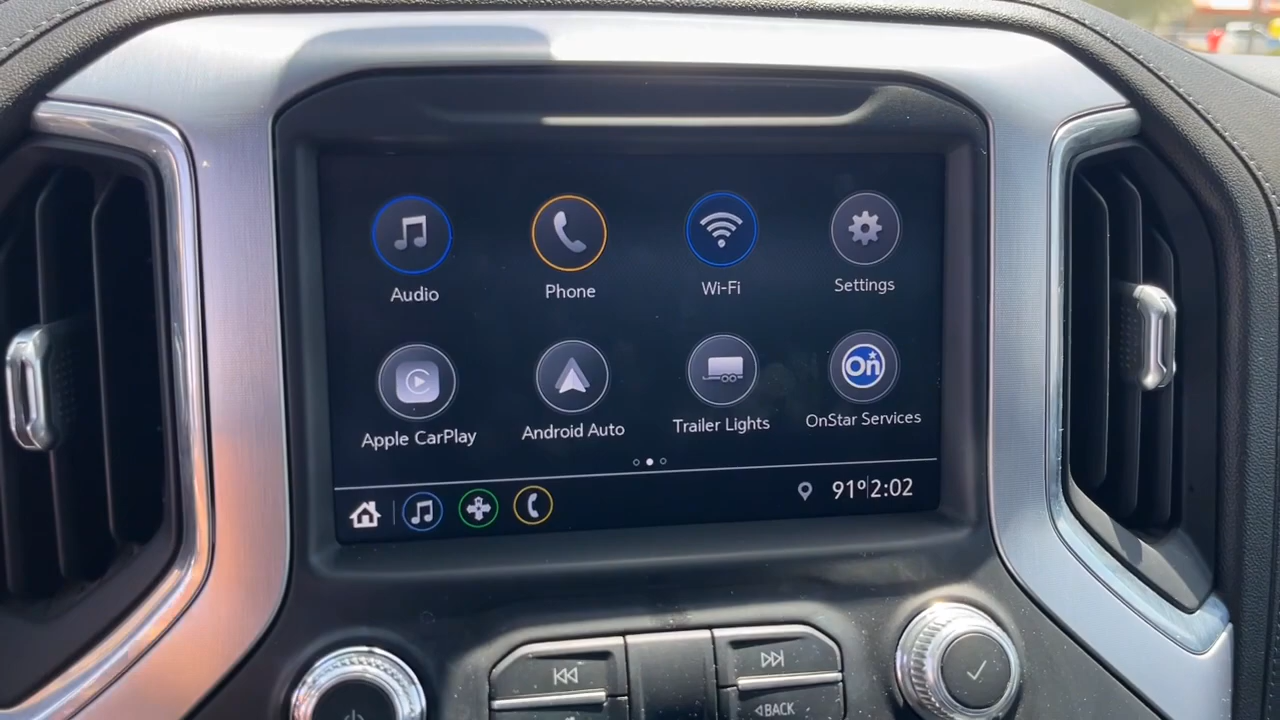 Audio
Phone
Wi-Fi
Settings
Apple CarPlay
Android Auto
Trailer Lights
On
OnStar Services
91° 2:02
BACK